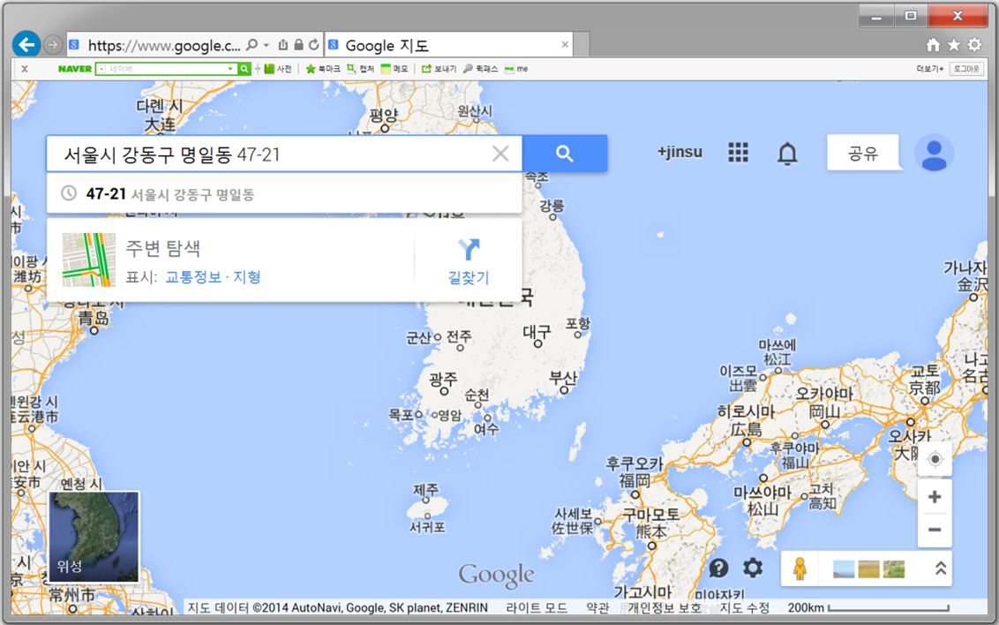 https://www.google.c...
Google 지도
NAVER 네이버 사전 북마크 캡처 메모 보내기 퀵패스 me 더보기+ 로그아웃
다롄 시
大连
평양
원산시
서울시 강동구 명일동 47-21
+jinsu
공유
47-21 서울시 강동구 명일동
속초
강릉
주변 탐색
표시: 교통정보 · 지형
길찾기
대한민국
潍坊
青岛
가나자
金沢
군산
전주
대구
포항
광주
순천
부산
목포
영암
여수
마쓰에
松江
이즈모
出雲
교토
京都
나고
名古
오카야마
岡山
히로시마
広島
오사카
大阪
후쿠야마
福山
후쿠오카
福岡
마쓰야마
松山
고치
高知
롄윈강 시
连云港市
이안 시
安市
옌청 시
제주
서귀포
사세보
佐世保
구마모토
熊本
위성
Google
가고시마
미야자키
常州市
지도 데이터 ©2014 AutoNavi, Google, SK planet, ZENRIN 라이트 모드 약관 개인정보 보호 지도 수정 200km